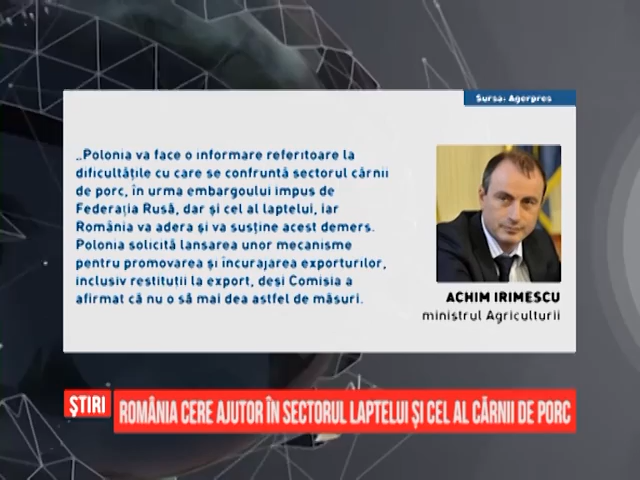 Sursa: Agerpres
„Polonia va face o informare referitoare la
dificultățile cu care se confruntă sectorul cărnii
de porc, în urma embargoului impus de
Federația Rusă, dar și cel al laptelui, iar
România va adera și va susține acest demers.
Polonia solicită lansarea unor mecanisme
pentru promovarea și încurajarea exporturilor,
inclusiv restituții la export, deși Comisia a
afirmat că nu o să mai dea astfel de măsuri.
ACHIM IRIMESCU
ministrul Agriculturii
ȘTIRI
ROMÂNIA CERE AJUTOR ÎN SECTORUL LAPTELUI ȘI CEL AL CĂRNII DE PORC